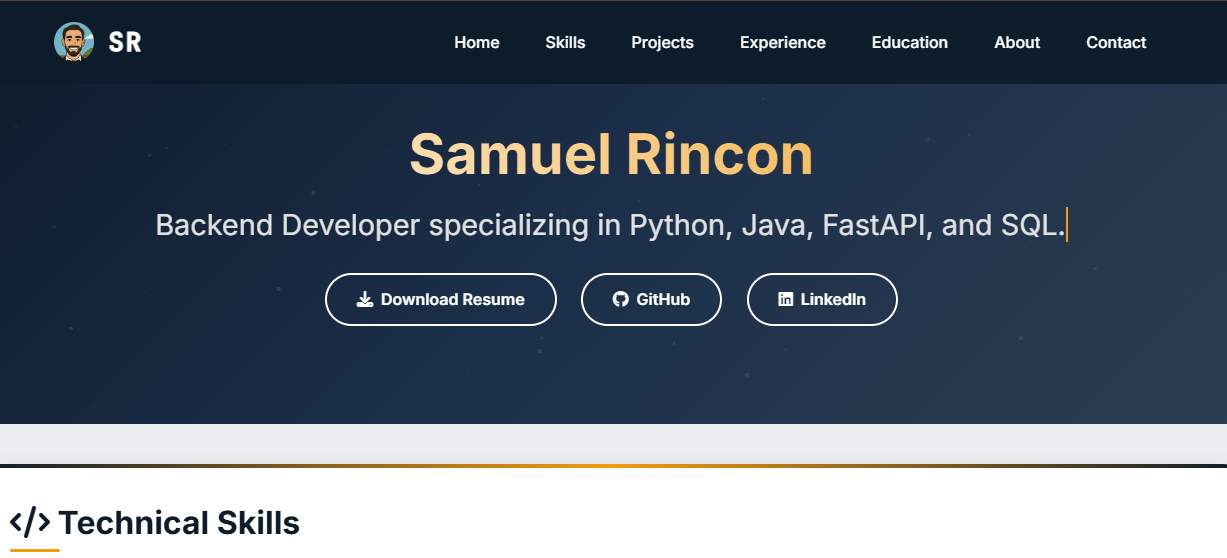 SR
Home Skills Projects Experience Education About Contact
Samuel Rincon
Backend Developer specializing in Python, Java, FastAPI, and SQL.
Download Resume GitHub LinkedIn
</> Technical Skills